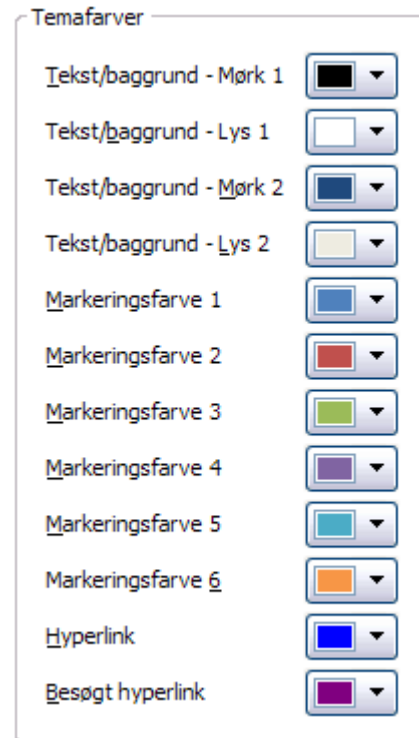 Temafarver
Tekst/baggrund - Mørk 1
Tekst/baggrund - Lys 1
Tekst/baggrund - Mørk 2
Tekst/baggrund - Lys 2
Markeringsfarve 1
Markeringsfarve 2
Markeringsfarve 3
Markeringsfarve 4
Markeringsfarve 5
Markeringsfarve 6
Hyperlink
Besøgt hyperlink